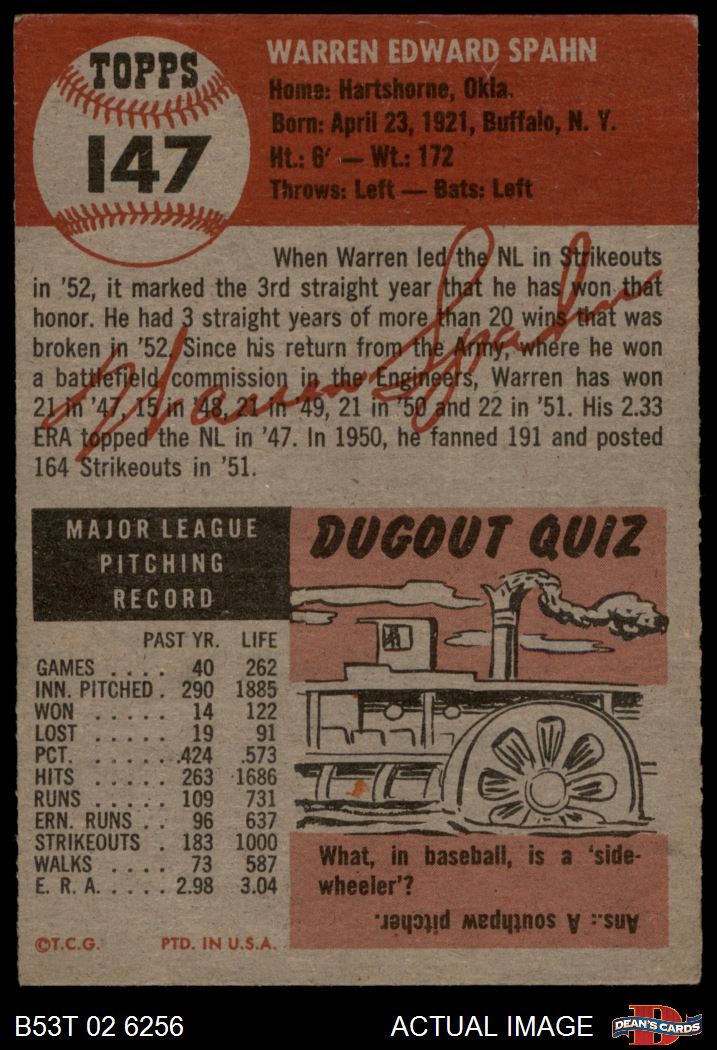 TOPPS
147
WARREN EDWARD SPAHN
Home: Hartshorne, Okla.
Born: April 23, 1921, Buffalo, N. Y.
Ht.: 6' — Wt.: 172
Throws: Left — Bats: Left
When Warren led the NL in Strikeouts
in '52, it marked the 3rd straight year that he has won that
honor. He had 3 straight years of more than 20 wins that was
broken in '52. Since his return from the Army, where he won
a battlefield commission in the Engineers, Warren has won
21 in '47, 15 in '48, 21 in '49, 21 in '50 and 22 in '51. His 2.33
ERA topped the NL in '47. In 1950, he fanned 191 and posted
164 Strikeouts in '51.
Warren Spahn
MAJOR LEAGUE
PITCHING
RECORD
PAST YR. LIFE
GAMES . . . . 40 262
INN. PITCHED . 290 1885
WON . . . . . 14 122
LOST . . . . . 19 91
PCT. . . . . . .424 .573
HITS . . . . . 263 1686
RUNS . . . . . 109 731
ERN. RUNS . . 96 637
STRIKEOUTS . 183 1000
WALKS . . . . 73 587
E. R. A. . . . . 2.98 3.04
©T.C.G. PTD. IN U.S.A.
DUGOUT QUIZ
What, in baseball, is a 'side-
wheeler'?
Ans.: A southpaw pitcher.
B53T 02 6256
ACTUAL IMAGE
D
DEAN'S CARDS